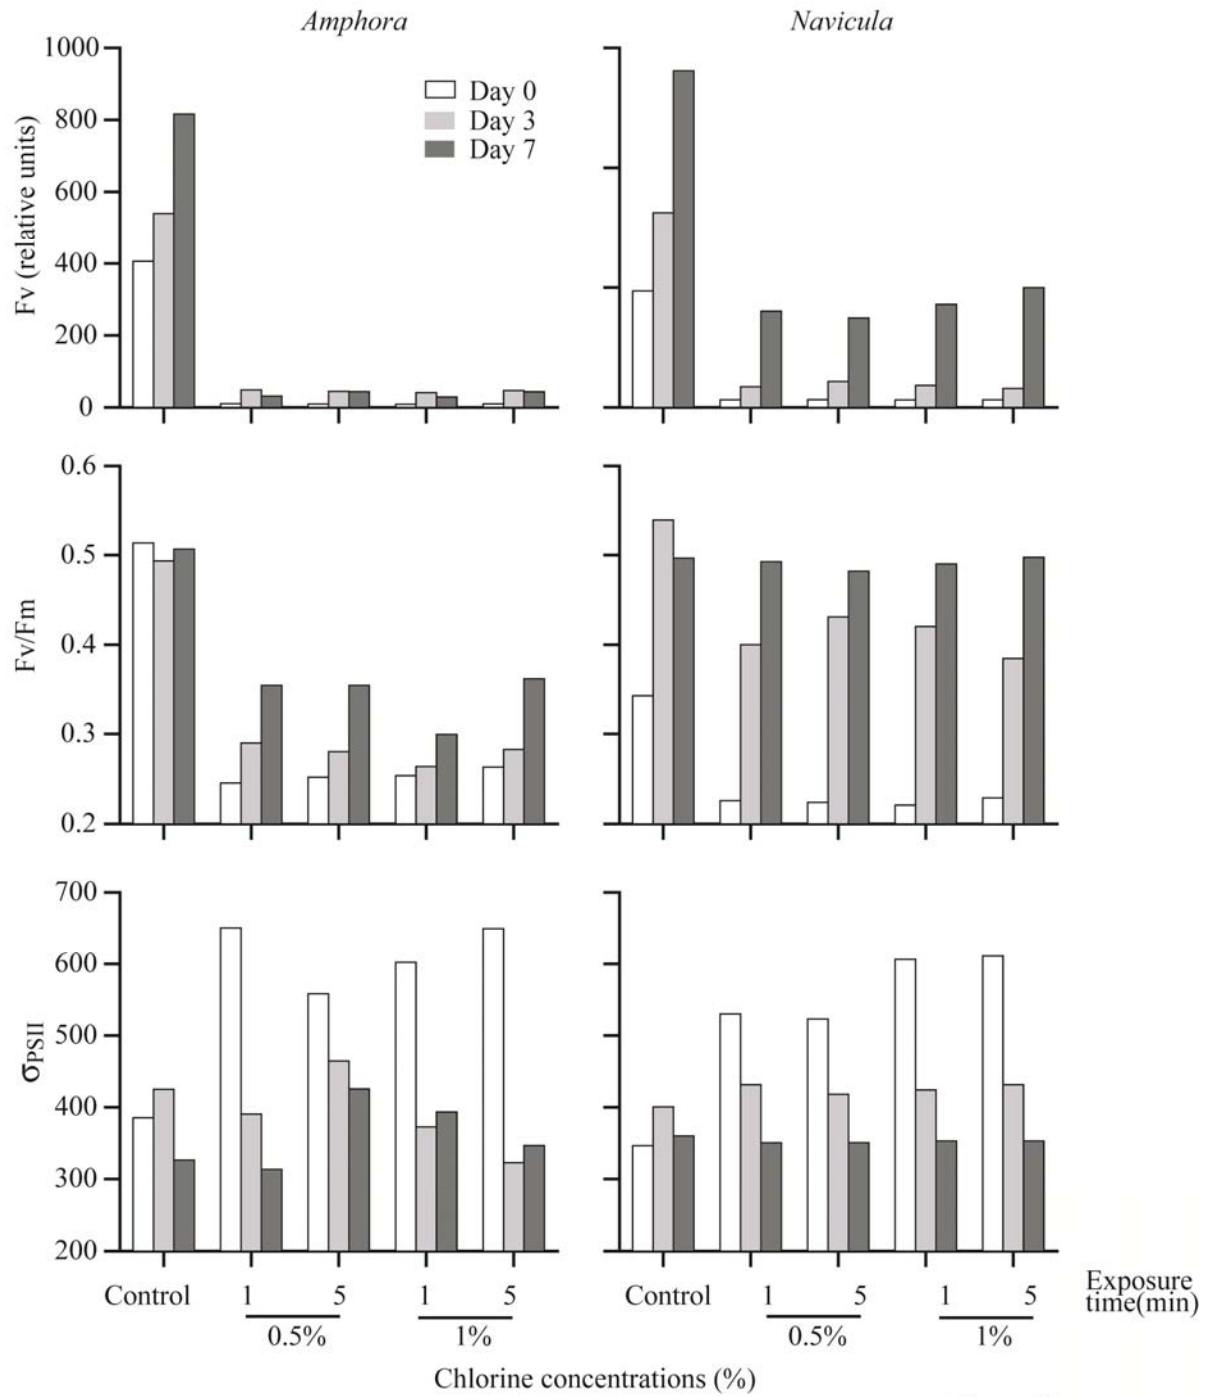 Amphora
Navicula
1000
800
600
400
200
0
Fv (relative units)
Day 0
Day 3
Day 7
0.6
0.5
0.4
0.3
0.2
Fv/Fm
700
600
500
400
300
200
σPSII
Control 1 5 1 5
0.5% 1%
Control 1 5 1 5
0.5% 1%
Exposure
time(min)
Chlorine concentrations (%)